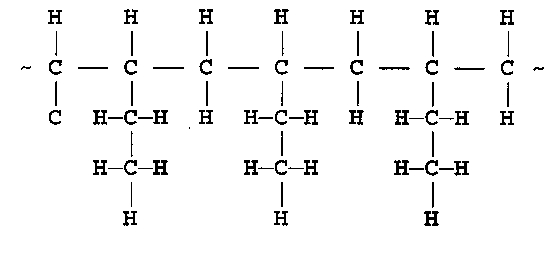 H H H H H H H
~ C — C — C — C — C — C — C ~
C H—C—H H H—C—H H H—C—H H
H—C—H H—C—H H—C—H
H H H